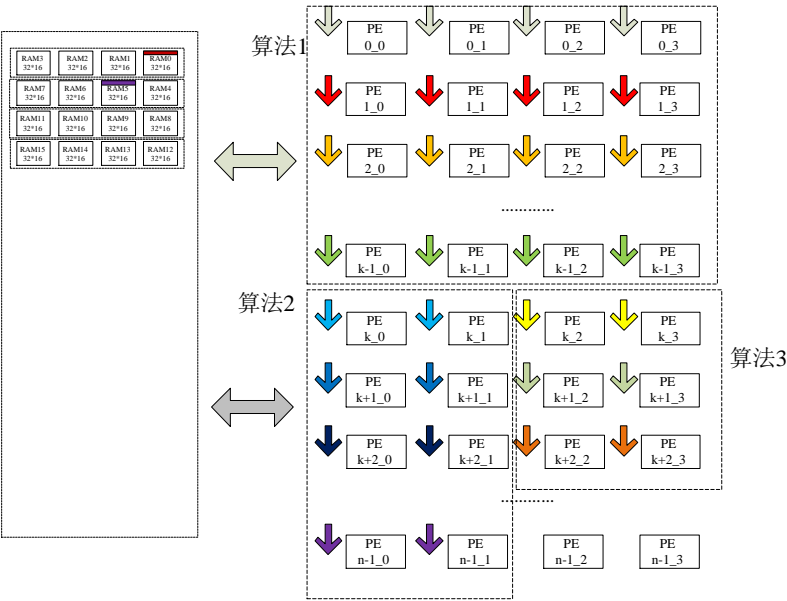 RAM3 RAM2 RAM1 RAM0
32*16 32*16 32*16 32*16
RAM7 RAM6 RAM5 RAM4
32*16 32*16 32*16 32*16
RAM11 RAM10 RAM9 RAM8
32*16 32*16 32*16 32*16
RAM15 RAM14 RAM13 RAM12
32*16 32*16 32*16 32*16
算法1
PE PE PE PE
0_0 0_1 0_2 0_3
PE PE PE PE
1_0 1_1 1_2 1_3
PE PE PE PE
2_0 2_1 2_2 2_3
............
PE PE PE PE
k-1_0 k-1_1 k-1_2 k-1_3
算法2
PE PE PE PE
k_0 k_1 k_2 k_3
算法3
PE PE PE PE
k+1_0 k+1_1 k+1_2 k+1_3
PE PE PE PE
k+2_0 k+2_1 k+2_2 k+2_3
............
PE PE PE PE
n-1_0 n-1_1 n-1_2 n-1_3